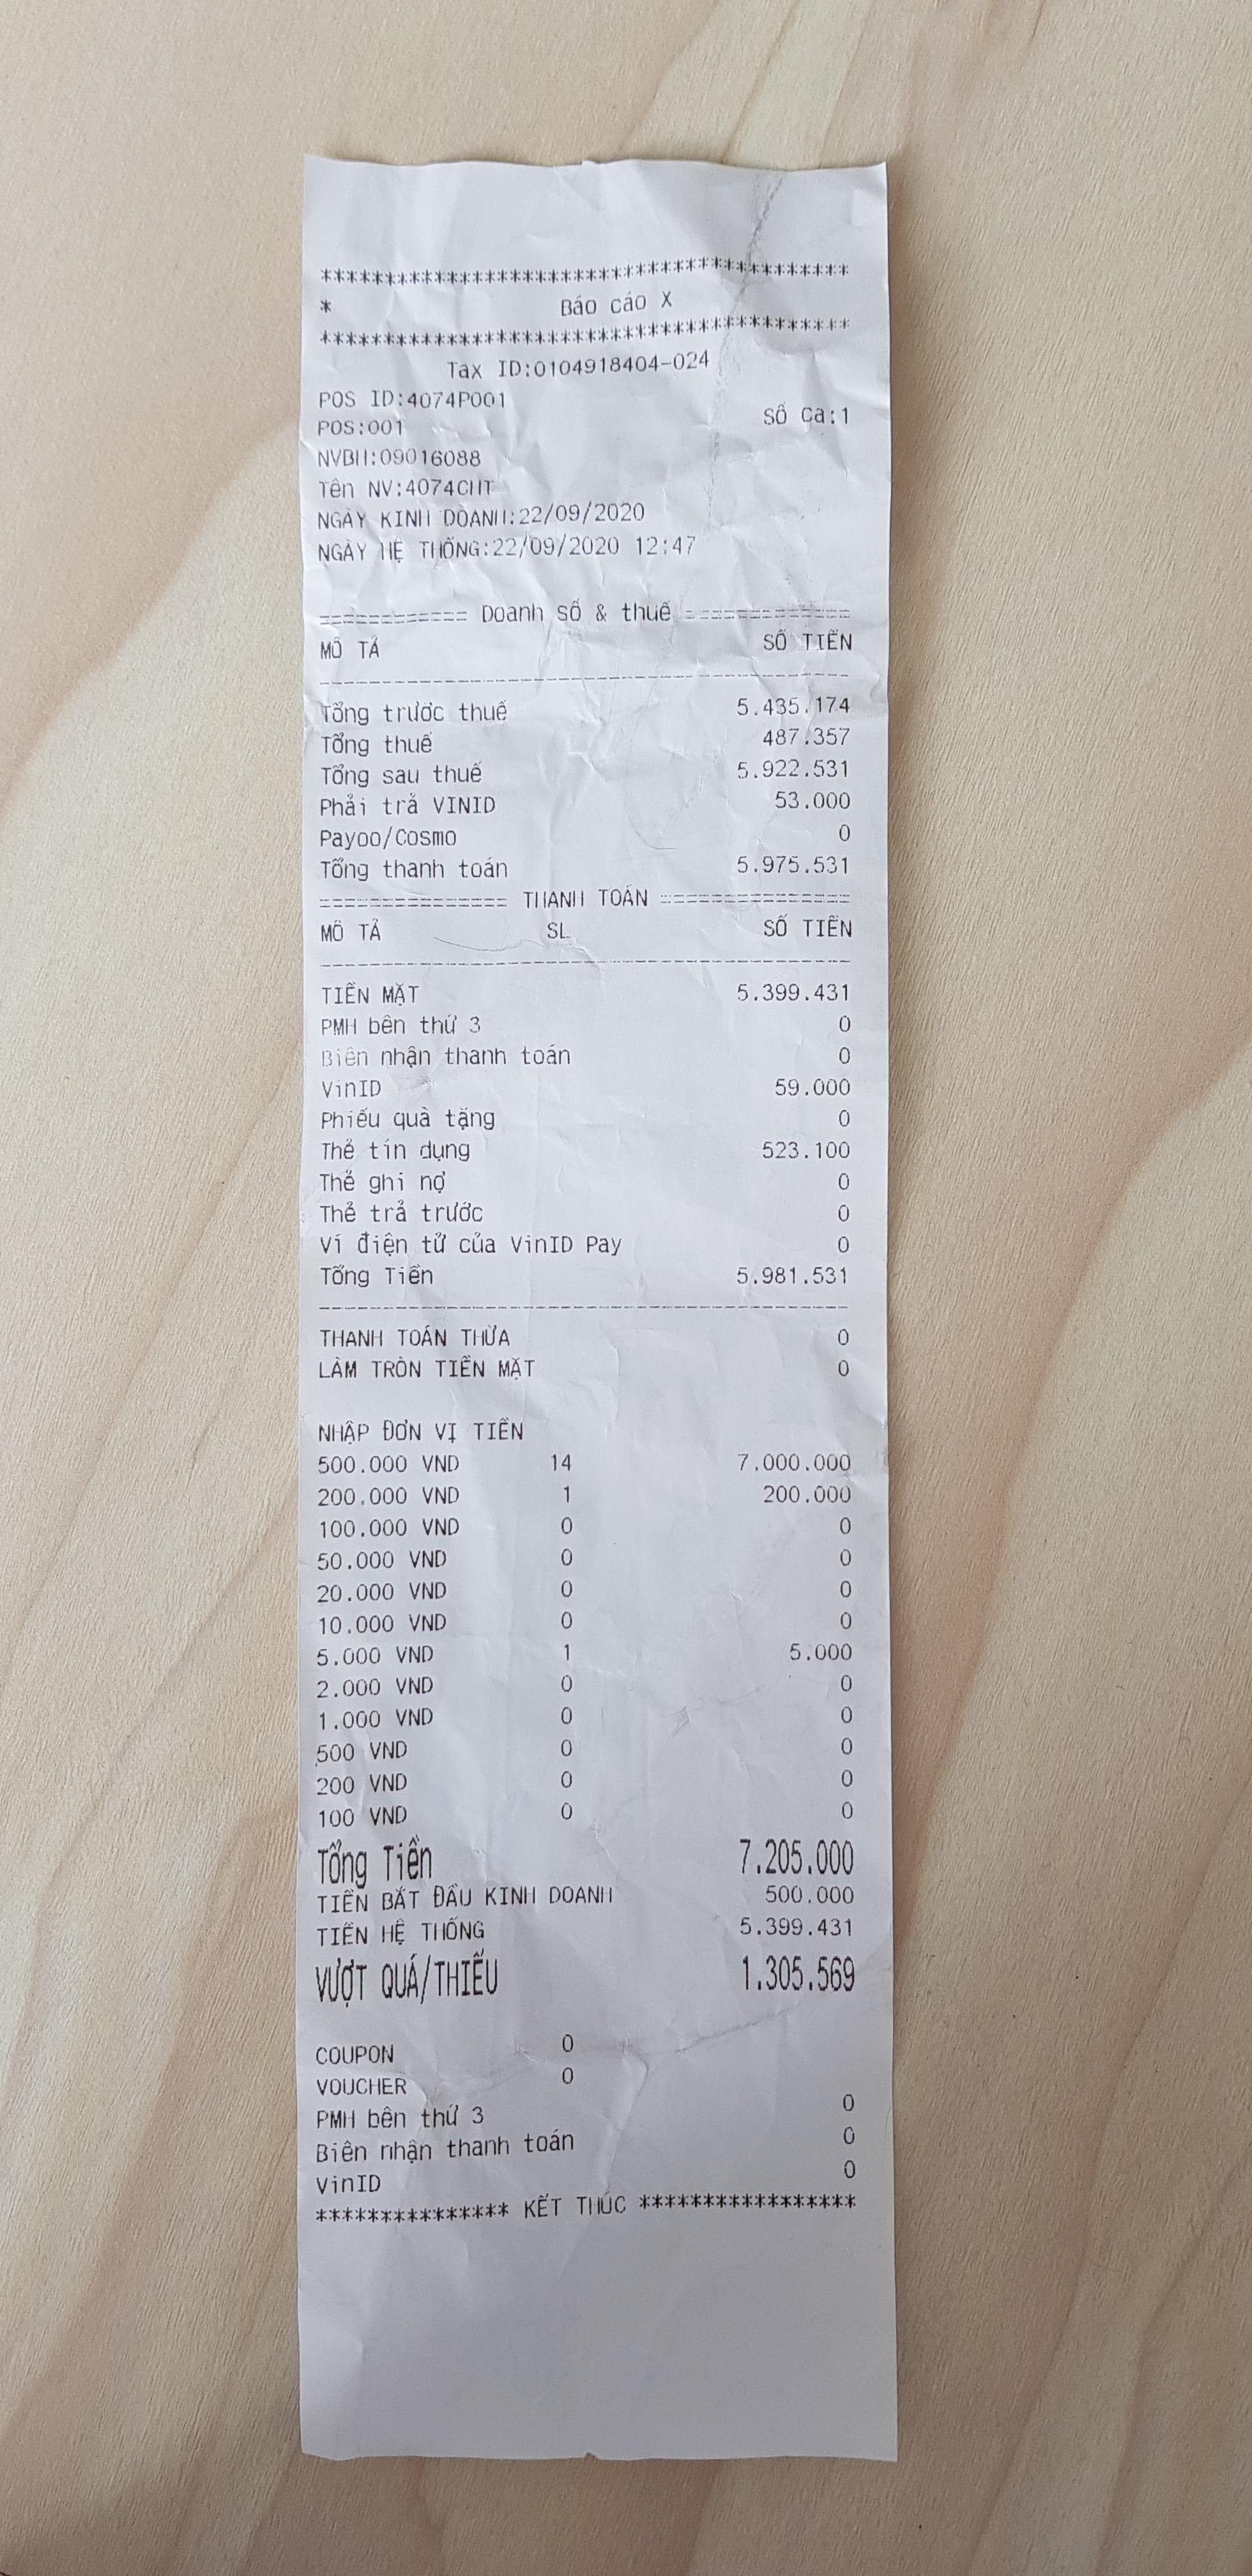 ******************************************
* Báo cáo X
******************************************
Tax ID:0104918404-024
POS ID:4074P001
POS:001 Số Ca:1
NVBH:09016088
Tên NV:4074CHT
NGÀY KINH DOANH:22/09/2020
NGÀY HỆ THỐNG:22/09/2020 12:47
============ Doanh số & thuế =============
MÔ TẢ SỐ TIỀN
------------------------------------------
Tổng trước thuế 5.435.174
Tổng thuế 487.357
Tổng sau thuế 5.922.531
Phải trả VINID 53.000
Payoo/Cosmo 0
Tổng thanh toán 5.975.531
=============== THANH TOÁN ===============
MÔ TẢ SL SỐ TIỀN
------------------------------------------
TIỀN MẶT 5.399.431
PMH bên thứ 3 0
Biên nhận thanh toán 0
VinID 59.000
Phiếu quà tặng 0
Thẻ tín dụng 523.100
Thẻ ghi nợ 0
Thẻ trả trước 0
Ví điện tử của VinID Pay 0
Tổng Tiền 5.981.531
------------------------------------------
THANH TOÁN THỪA 0
LÀM TRÒN TIỀN MẶT 0
NHẬP ĐƠN VỊ TIỀN
500.000 VND 14 7.000.000
200.000 VND 1 200.000
100.000 VND 0 0
50.000 VND 0 0
20.000 VND 0 0
10.000 VND 0 0
5.000 VND 1 5.000
2.000 VND 0 0
1.000 VND 0 0
500 VND 0 0
200 VND 0 0
100 VND 0 0
Tổng Tiền 7.205.000
TIỀN BẮT ĐẦU KINH DOANH 500.000
TIỀN HỆ THỐNG 5.399.431
VƯỢT QUÁ/THIẾU 1.305.569
COUPON 0
VOUCHER 0
PMH bên thứ 3 0
Biên nhận thanh toán 0
VinID 0
*************** KẾT THÚC *****************